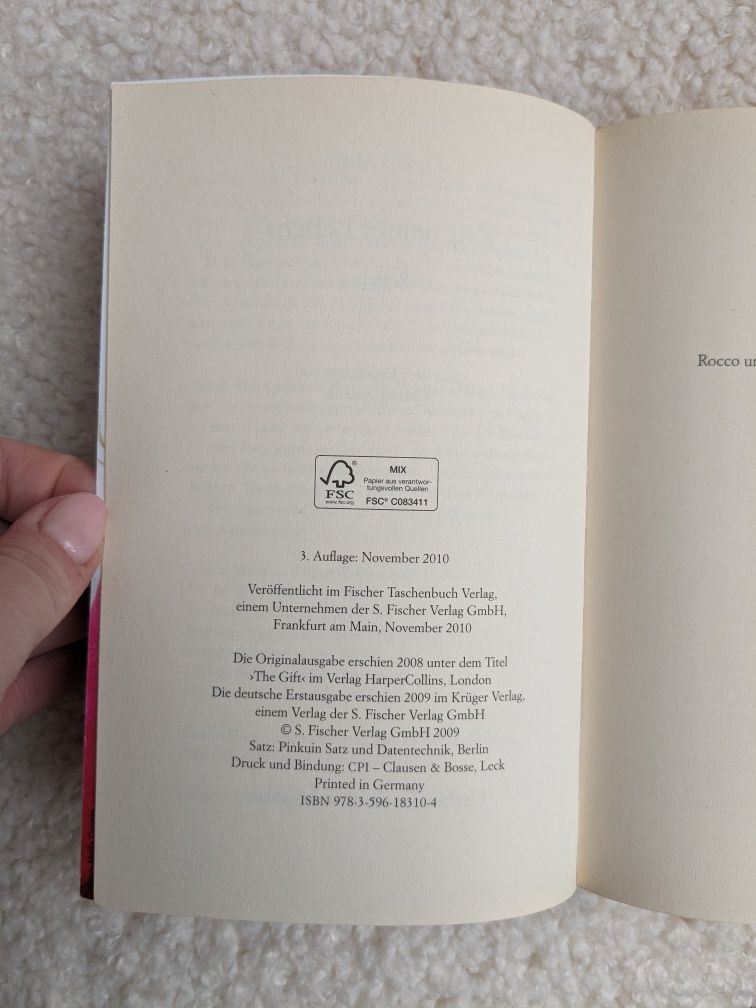 FSC®
www.fsc.org
MIX
Papier aus verantwor-
tungsvollen Quellen
FSC® C083411
3. Auflage: November 2010
Veröffentlicht im Fischer Taschenbuch Verlag,
einem Unternehmen der S. Fischer Verlag GmbH,
Frankfurt am Main, November 2010
Die Originalausgabe erschien 2008 unter dem Titel
›The Gift‹ im Verlag HarperCollins, London
Die deutsche Erstausgabe erschien 2009 im Krüger Verlag,
einem Verlag der S. Fischer Verlag GmbH
© S. Fischer Verlag GmbH 2009
Satz: Pinkuin Satz und Datentechnik, Berlin
Druck und Bindung: CPI – Clausen & Bosse, Leck
Printed in Germany
ISBN 978-3-596-18310-4
Rocco